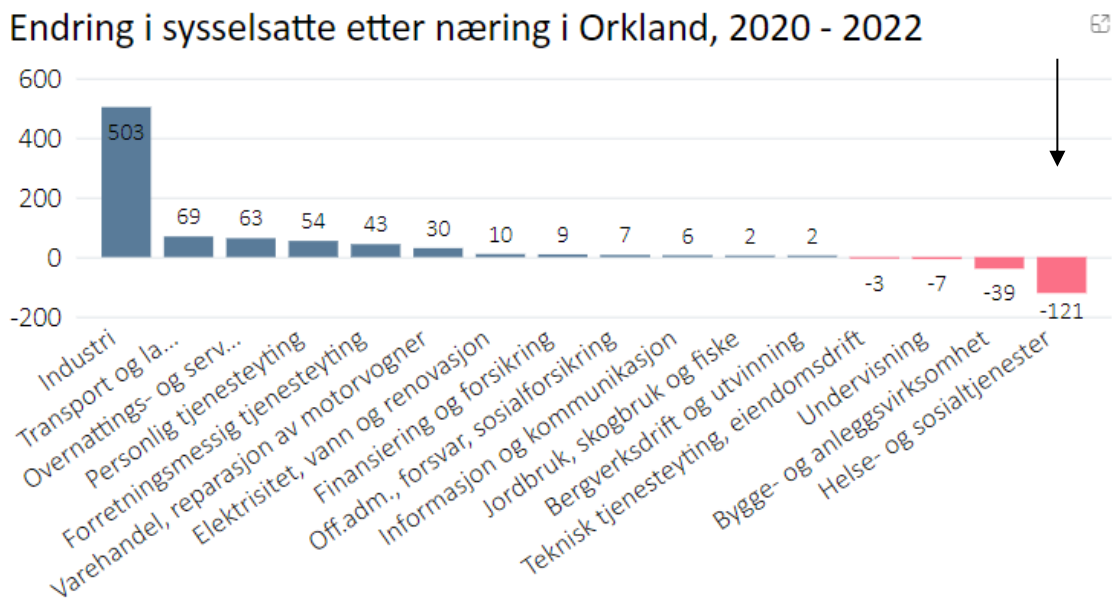 Endring i sysselsatte etter næring i Orkland, 2020 - 2022
600
400
200
0
-200
503
69
63
54
43
30
10
9
7
6
2
2
-3
-7
-39
-121
Industri
Transport og la...
Overnattings- og serv...
Personlig tjenesteyting
Forretningsmessig tjenesteyting
Varehandel, reparasjon av motorvogner
Elektrisitet, vann og renovasjon
Finansiering og forsikring
Off.adm., forsvar, sosialforsikring
Informasjon og kommunikasjon
Jordbruk, skogbruk og fiske
Bergverksdrift og utvinning
Teknisk tjenesteyting, eiendomsdrift
Undervisning
Bygge- og anleggsvirksomhet
Helse- og sosialtjenester